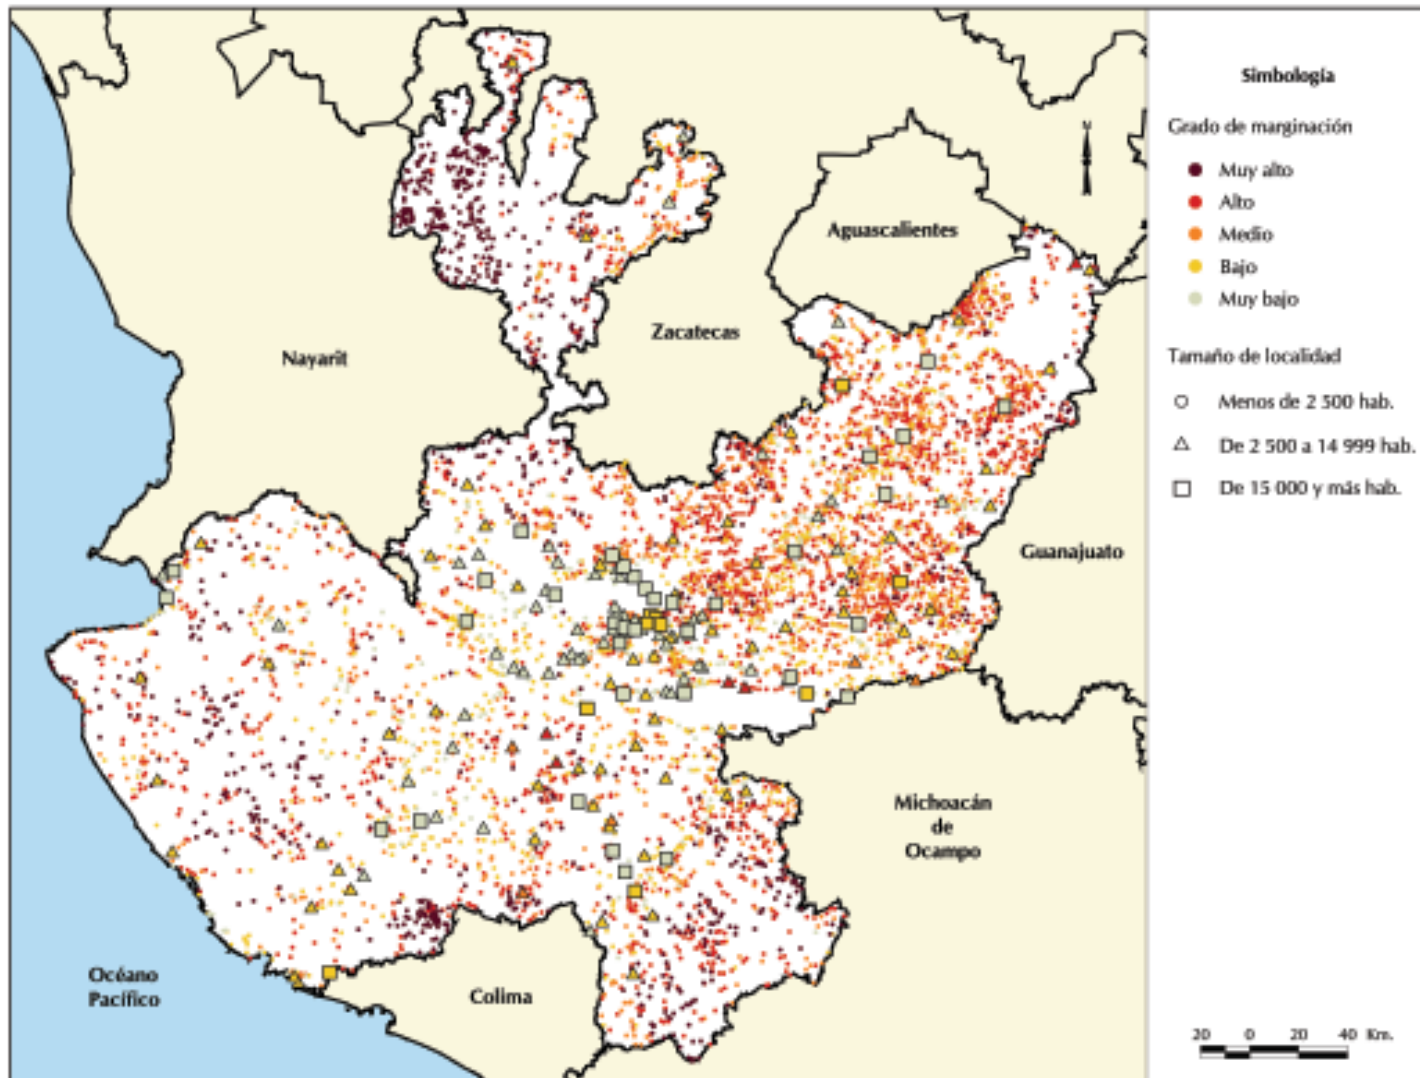 Simbología
Grado de marginación
Muy alto
Alto
Medio
Bajo
Muy bajo
Tamaño de localidad
Menos de 2 500 hab.
De 2 500 a 14 999 hab.
De 15 000 y más hab.
N
Aguascalientes
Zacatecas
Nayarit
Guanajuato
Michoacán
de
Ocampo
Océano
Pacífico
Colima
20 0 20 40 Km.